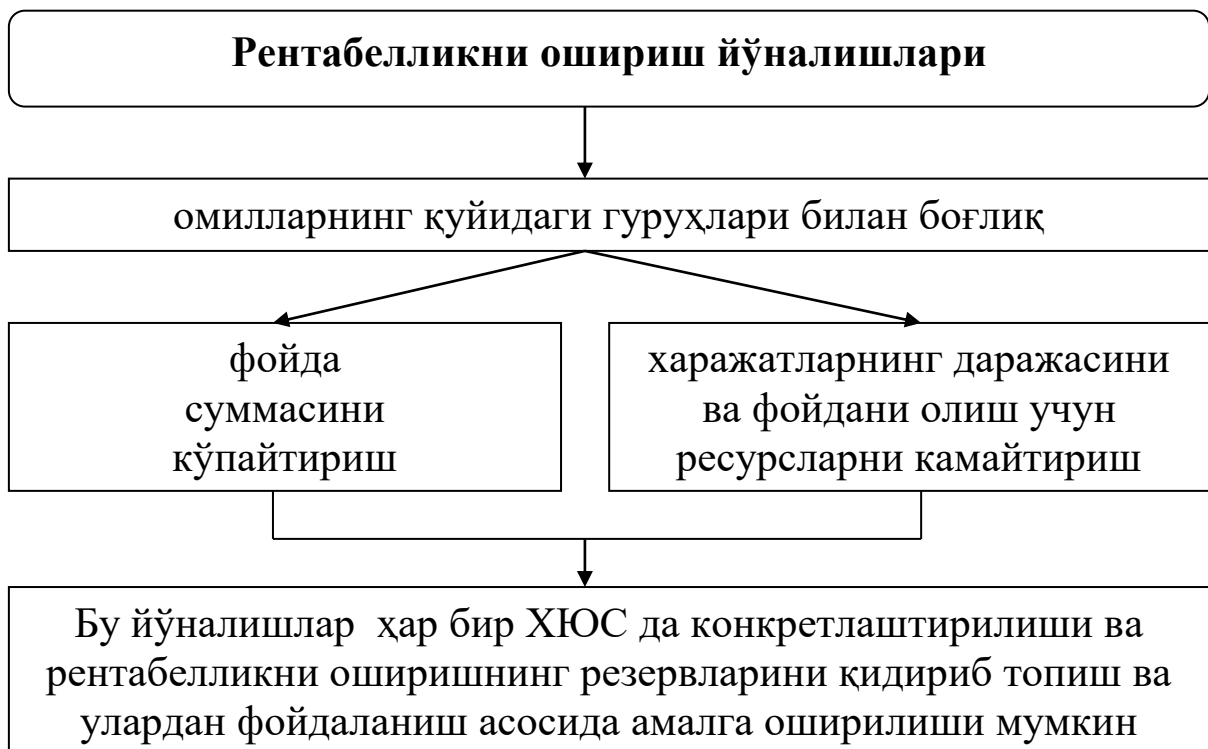 Рентабелликни ошириш йўналишлари
омилларнинг қуйидаги гуруҳлари билан боғлиқ
фойда
суммасини
кўпайтириш
харажатларнинг даражасини
ва фойдани олиш учун
ресурсларни камайтириш
Бу йўналишлар ҳар бир ХЮС да конкретлаштирилиши ва
рентабелликни оширишнинг резервларини қидириб топиш ва
улардан фойдаланиш асосида амалга оширилиши мумкин